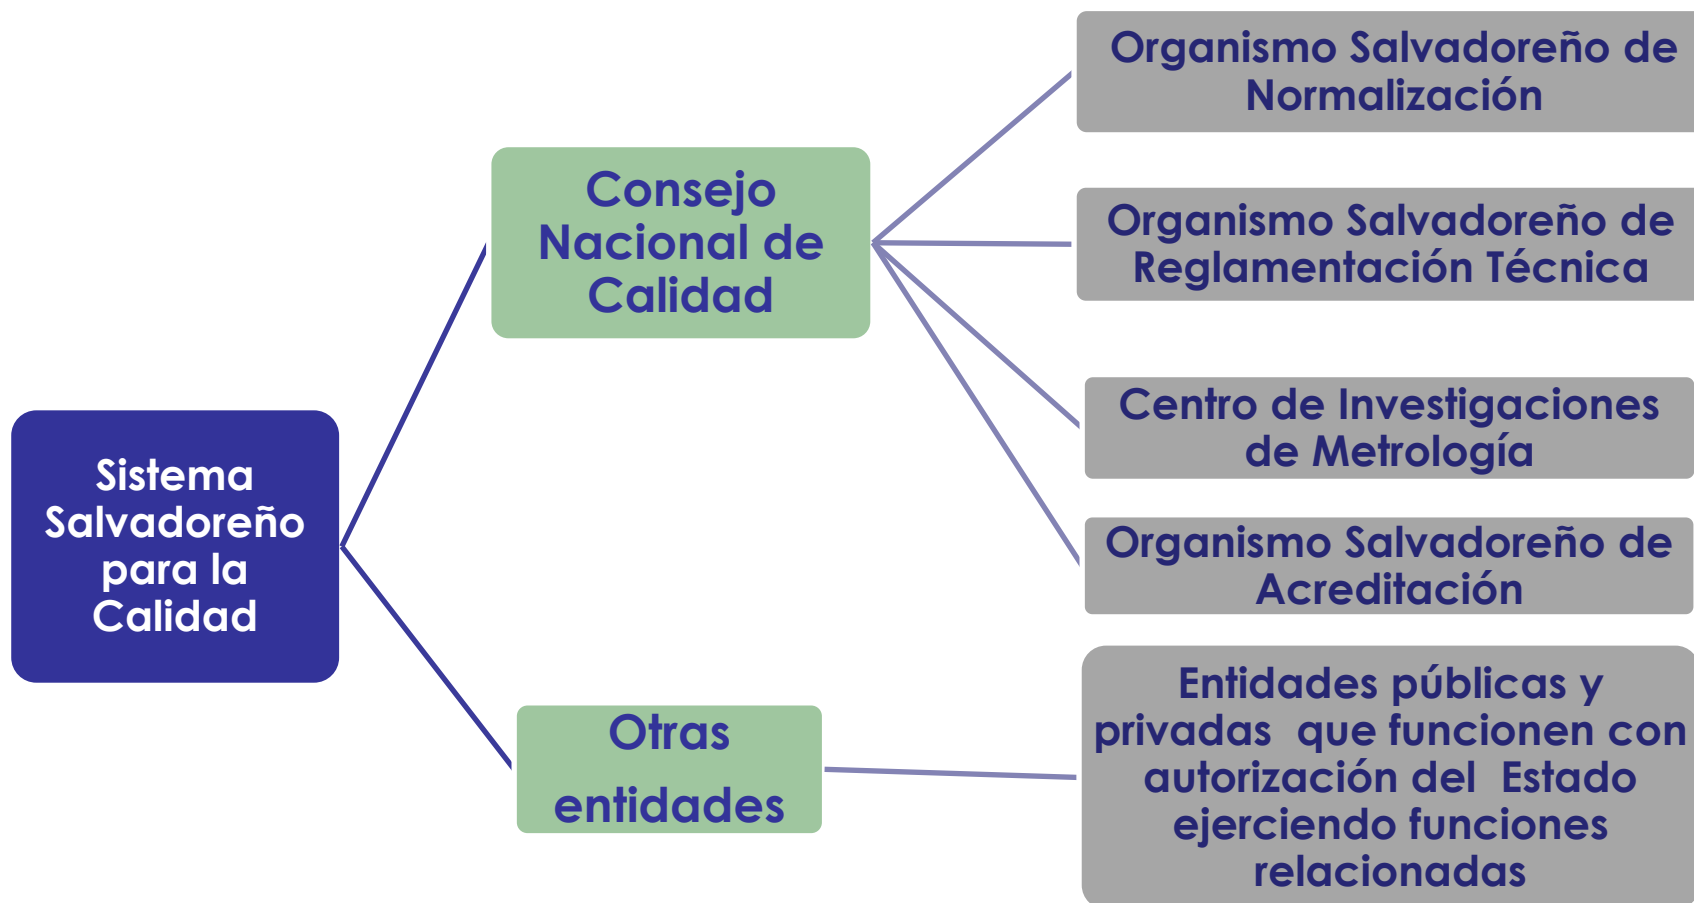 Sistema
Salvadoreño
para la
Calidad
Consejo
Nacional de
Calidad
Organismo Salvadoreño de
Normalización
Organismo Salvadoreño de
Reglamentación Técnica
Centro de Investigaciones
de Metrología
Organismo Salvadoreño de
Acreditación
Otras
entidades
Entidades públicas y
privadas  que funcionen con
autorización del  Estado
ejerciendo funciones
relacionadas